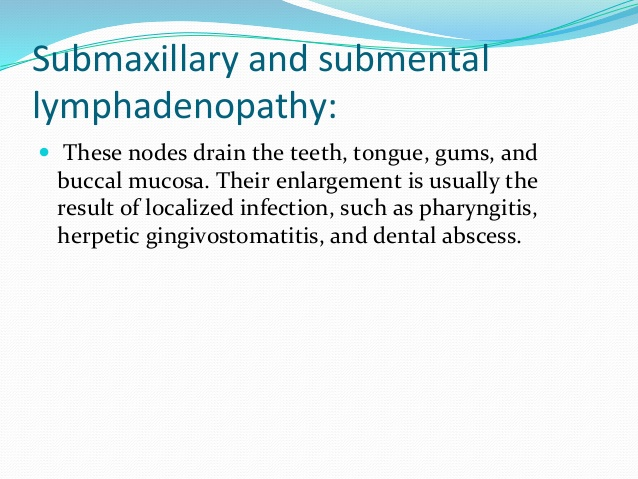 Submaxillary and submental
lymphadenopathy:
• These nodes drain the teeth, tongue, gums, and
buccal mucosa. Their enlargement is usually the
result of localized infection, such as pharyngitis,
herpetic gingivostomatitis, and dental abscess.